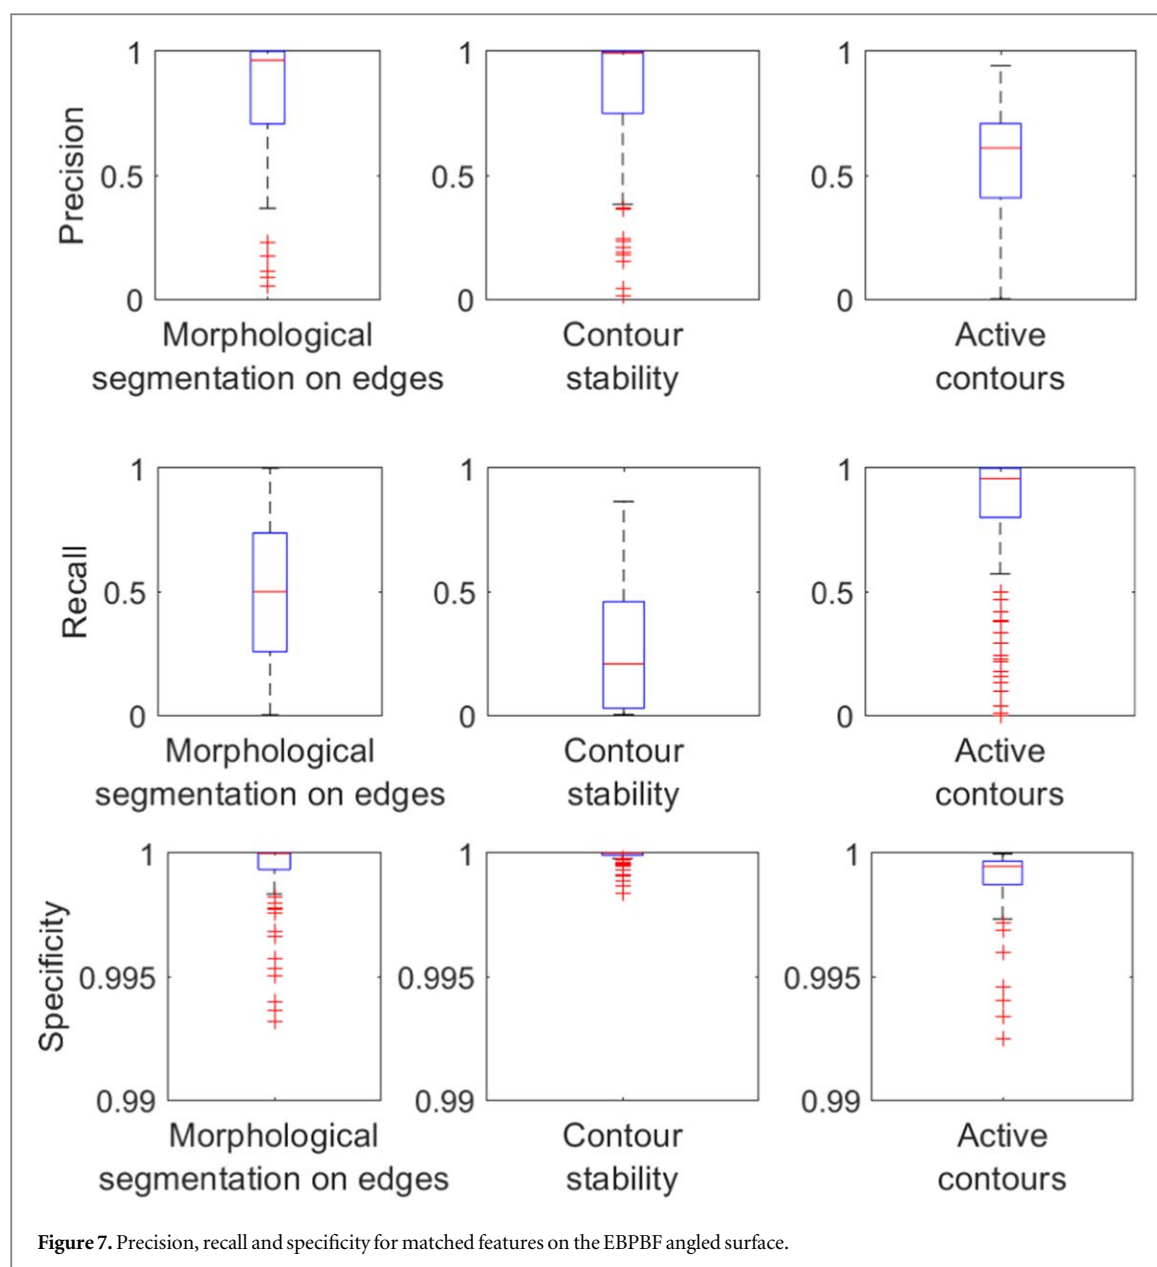 Precision
1
0.5
0
Morphological
segmentation on edges
1
0.5
0
Contour
stability
1
0.5
0
Active
contours
Recall
1
0.5
0
Morphological
segmentation on edges
1
0.5
0
Contour
stability
1
0.5
0
Active
contours
Specificity
1
0.995
0.99
Morphological
segmentation on edges
1
0.995
0.99
Contour
stability
1
0.995
0.99
Active
contours
Figure 7. Precision, recall and specificity for matched features on the EBPBF angled surface.